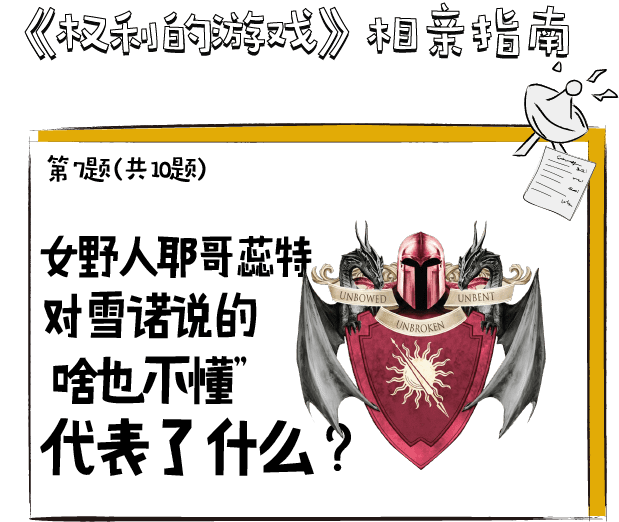 《权利的游戏》相亲指南
第7题(共10题)
女野人耶哥蕊特
对雪诺说的
啥也不懂”
代表了什么?
UNBOWED
UNBENT
UNBROKEN